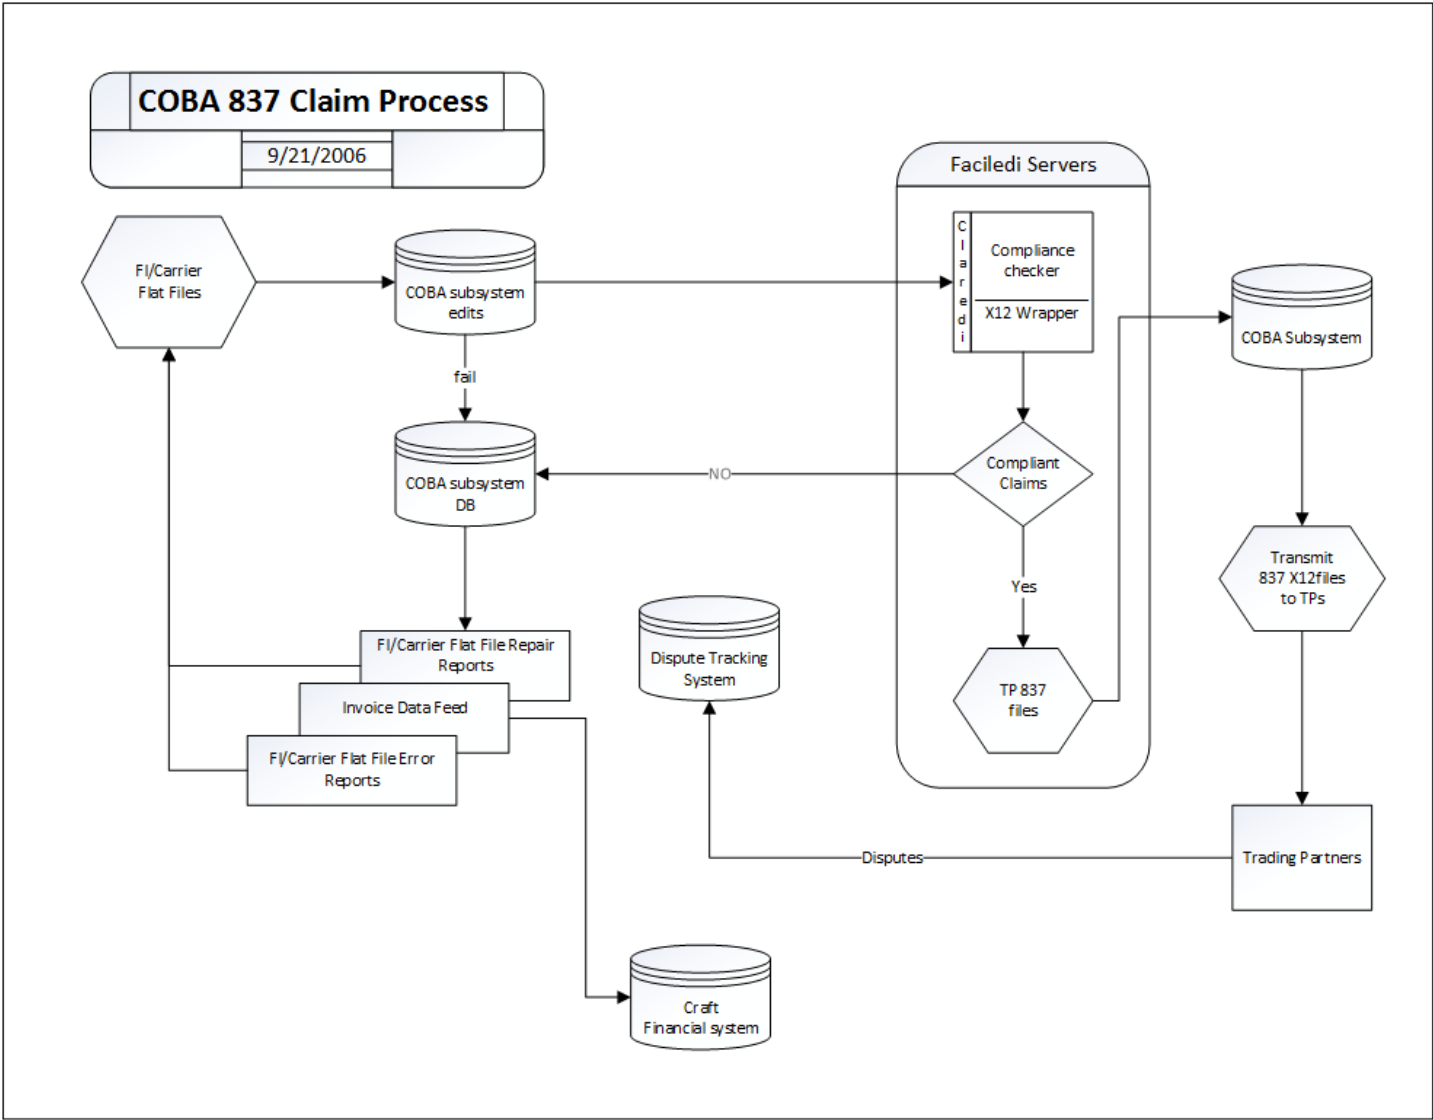 COBA 837 Claim Process
9/21/2006
Faciledi Servers
FI/Carrier
Flat Files
COBA subsystem
edits
Claredi
Compliance
checker
X12 Wrapper
COBA Subsystem
fail
COBA subsystem
DB
NO
Compliant
Claims
Transmit
837 X12files
to TPs
Yes
FI/Carrier Flat File Repair
Reports
Dispute Tracking
System
TP 837
files
Invoice Data Feed
FI/Carrier Flat File Error
Reports
Disputes
Trading Partners
Craft
Financial system